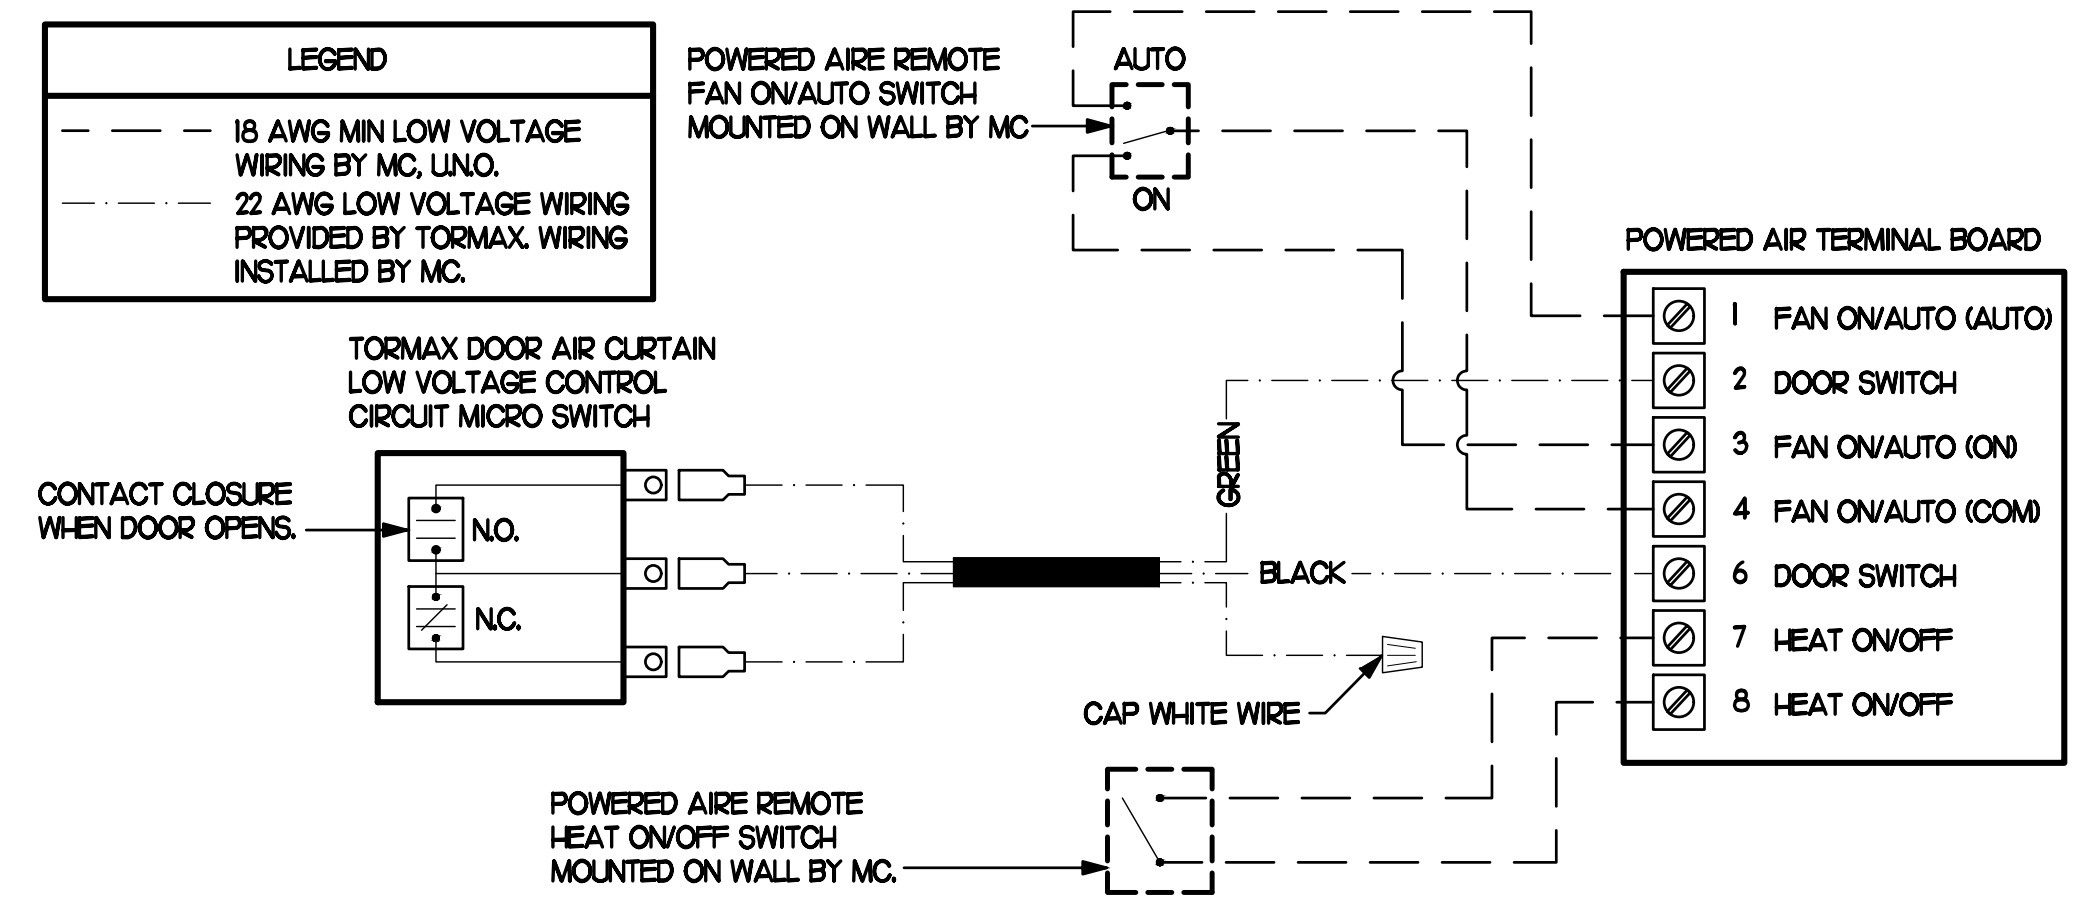 LEGEND
18 AWG MIN LOW VOLTAGE
WIRING BY MC, U.N.O.
22 AWG LOW VOLTAGE WIRING
PROVIDED BY TORMAX. WIRING
INSTALLED BY MC.
POWERED AIRE REMOTE
FAN ON/AUTO SWITCH
MOUNTED ON WALL BY MC
AUTO
ON
POWERED AIR TERMINAL BOARD
1 FAN ON/AUTO (AUTO)
2 DOOR SWITCH
3 FAN ON/AUTO (ON)
4 FAN ON/AUTO (COM)
6 DOOR SWITCH
7 HEAT ON/OFF
8 HEAT ON/OFF
TORMAX DOOR AIR CURTAIN
LOW VOLTAGE CONTROL
CIRCUIT MICRO SWITCH
CONTACT CLOSURE
WHEN DOOR OPENS.
N.O.
N.C.
GREEN
BLACK
CAP WHITE WIRE
POWERED AIRE REMOTE
HEAT ON/OFF SWITCH
MOUNTED ON WALL BY MC.